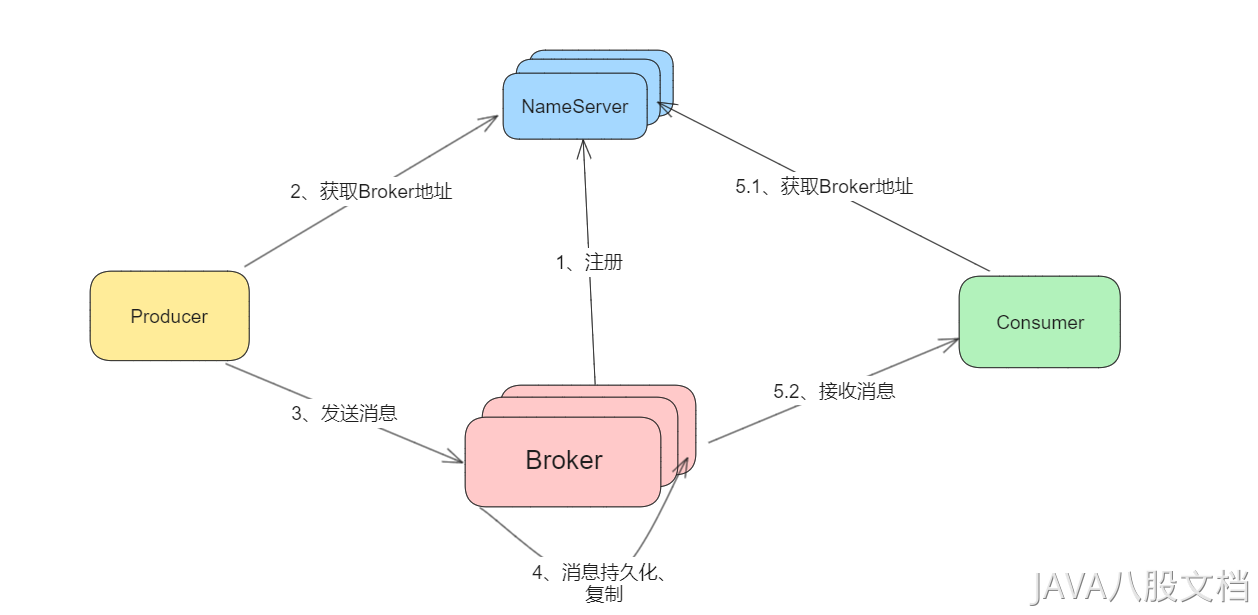 NameServer
2、获取Broker地址
5.1、获取Broker地址
1、注册
Producer
Consumer
3、发送消息
5.2、接收消息
Broker
4、消息持久化、
复制
JAVA八股文档